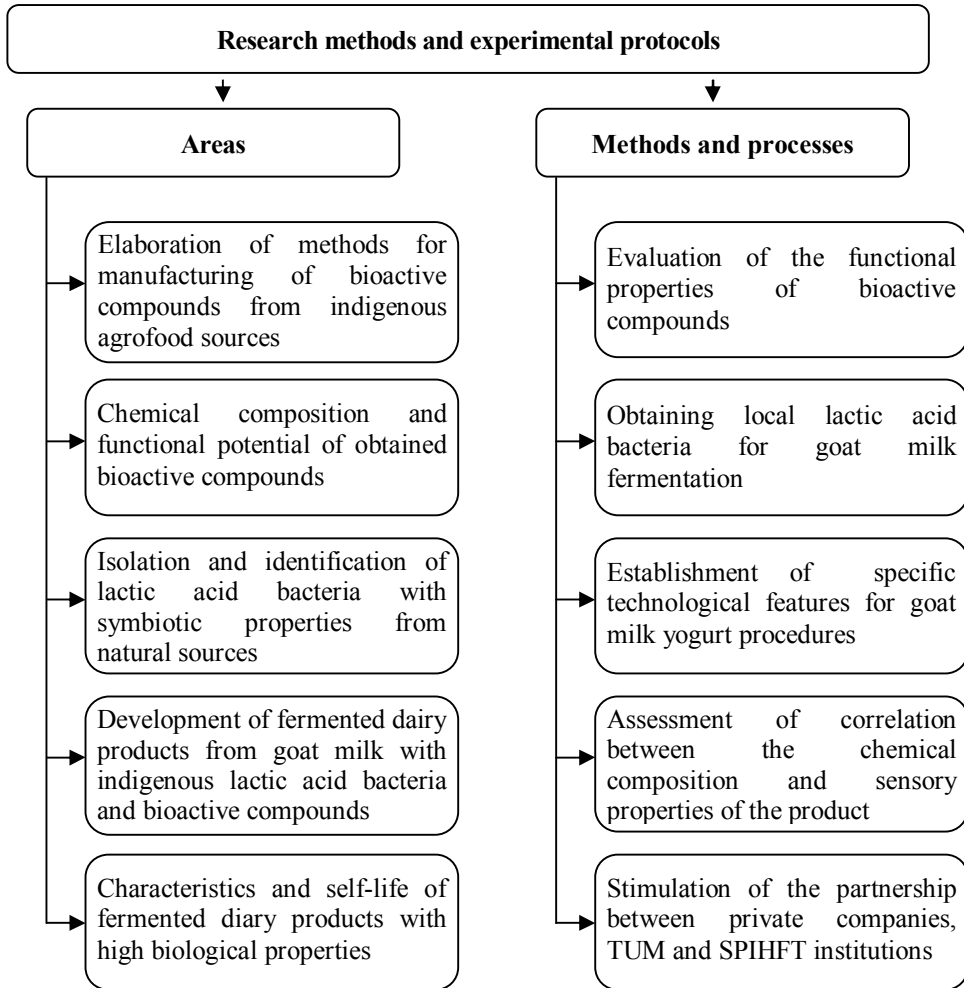 Research methods and experimental protocols
Areas
Elaboration of methods for
manufacturing of bioactive
compounds from indigenous
agrofood sources
Chemical composition and
functional potential of obtained
bioactive compounds
Isolation and identification of
lactic acid bacteria with
symbiotic properties from
natural sources
Development of fermented dairy
products from goat milk with
indigenous lactic acid bacteria
and bioactive compounds
Characteristics and self-life of
fermented diary products with
high biological properties
Methods and processes
Evaluation of the functional
properties of bioactive
compounds
Obtaining local lactic acid
bacteria for goat milk
fermentation
Establishment of specific
technological features for goat
milk yogurt procedures
Assessment of correlation
between the chemical
composition and sensory
properties of the product
Stimulation of the partnership
between private companies,
TUM and SPIHFT institutions